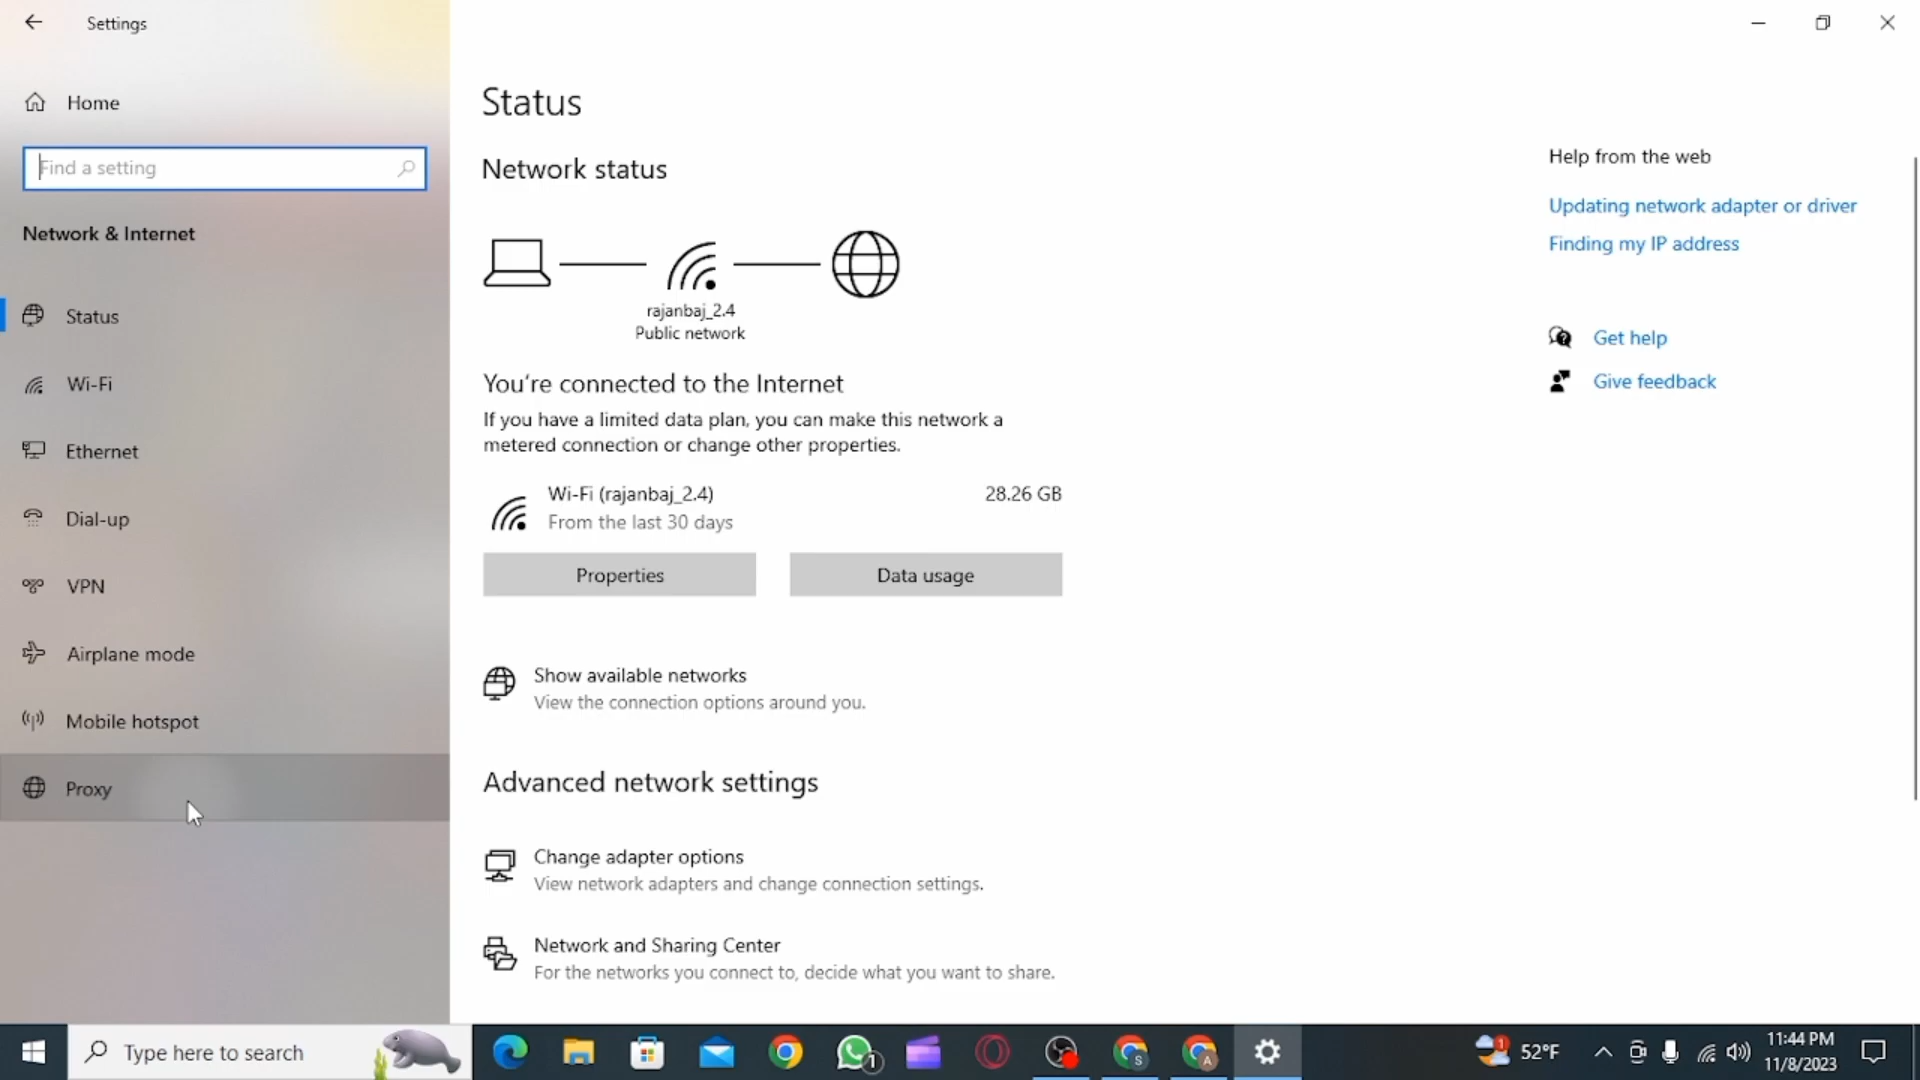 Settings
Home
Find a setting
Network & Internet
Status
Wi-Fi
Ethernet
Dial-up
VPN
Airplane mode
Mobile hotspot
Proxy
Status
Network status
rajanbaj_2.4
Public network
You're connected to the Internet
If you have a limited data plan, you can make this network a
metered connection or change other properties.
Wi-Fi (rajanbaj_2.4)
28.26 GB
From the last 30 days
Properties
Data usage
Show available networks
View the connection options around you.
Advanced network settings
Change adapter options
View network adapters and change connection settings.
Network and Sharing Center
For the networks you connect to, decide what you want to share.
Help from the web
Updating network adapter or driver
Finding my IP address
Get help
Give feedback
Type here to search
1
S
A
1
52°F
11:44 PM
11/8/2023